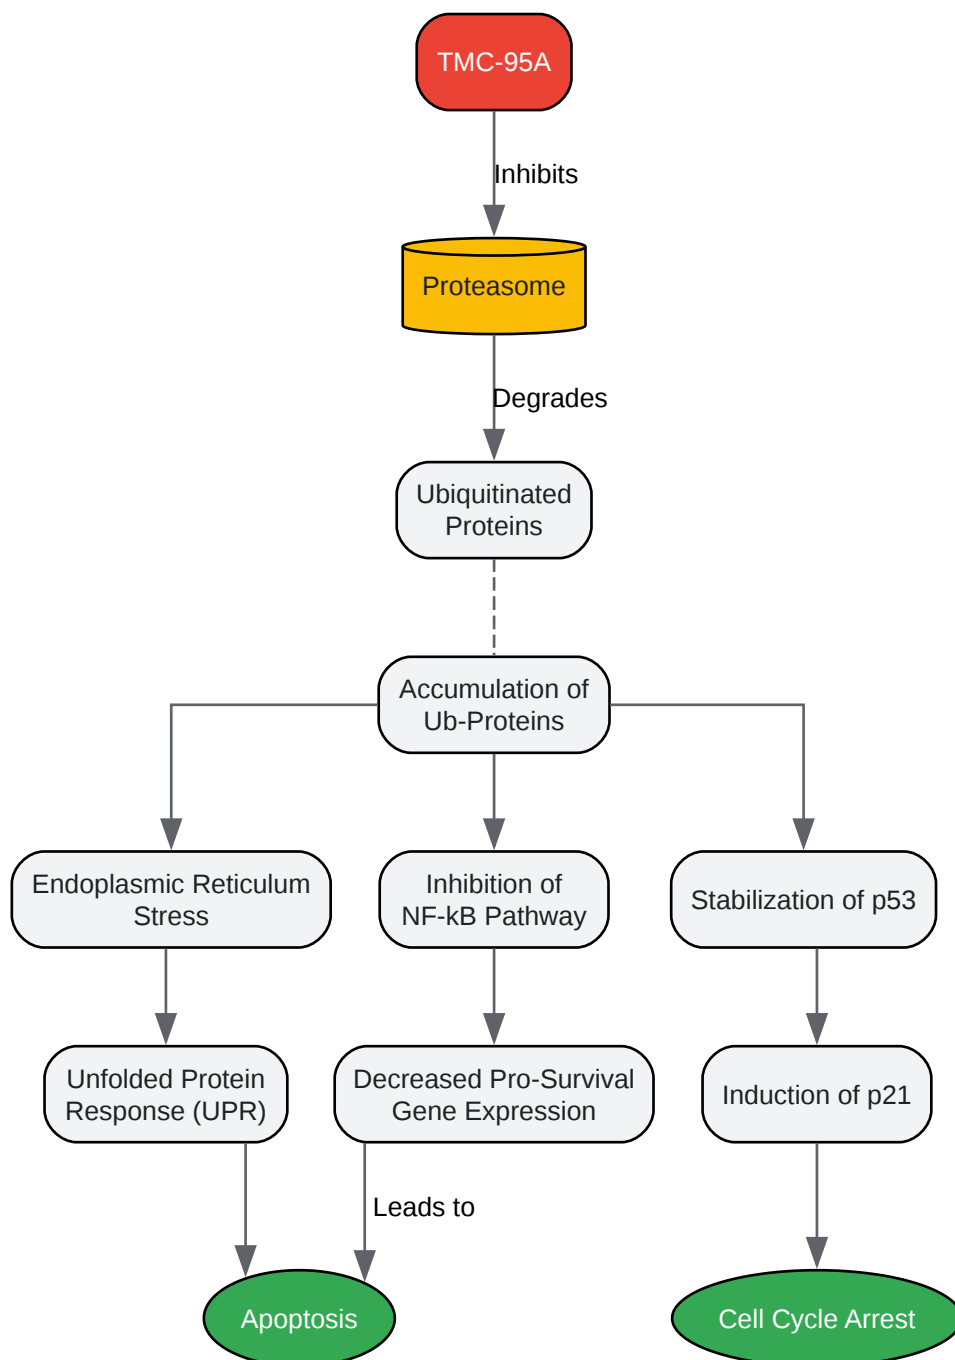 TMC-95A
Inhibits
Proteasome
Degrades
Ubiquitinated
Proteins
Accumulation of
Ub-Proteins
Endoplasmic Reticulum
Stress
Inhibition of
NF-kB Pathway
Stabilization of p53
Unfolded Protein
Response (UPR)
Decreased Pro-Survival
Gene Expression
Induction of p21
Leads to
Apoptosis
Cell Cycle Arrest